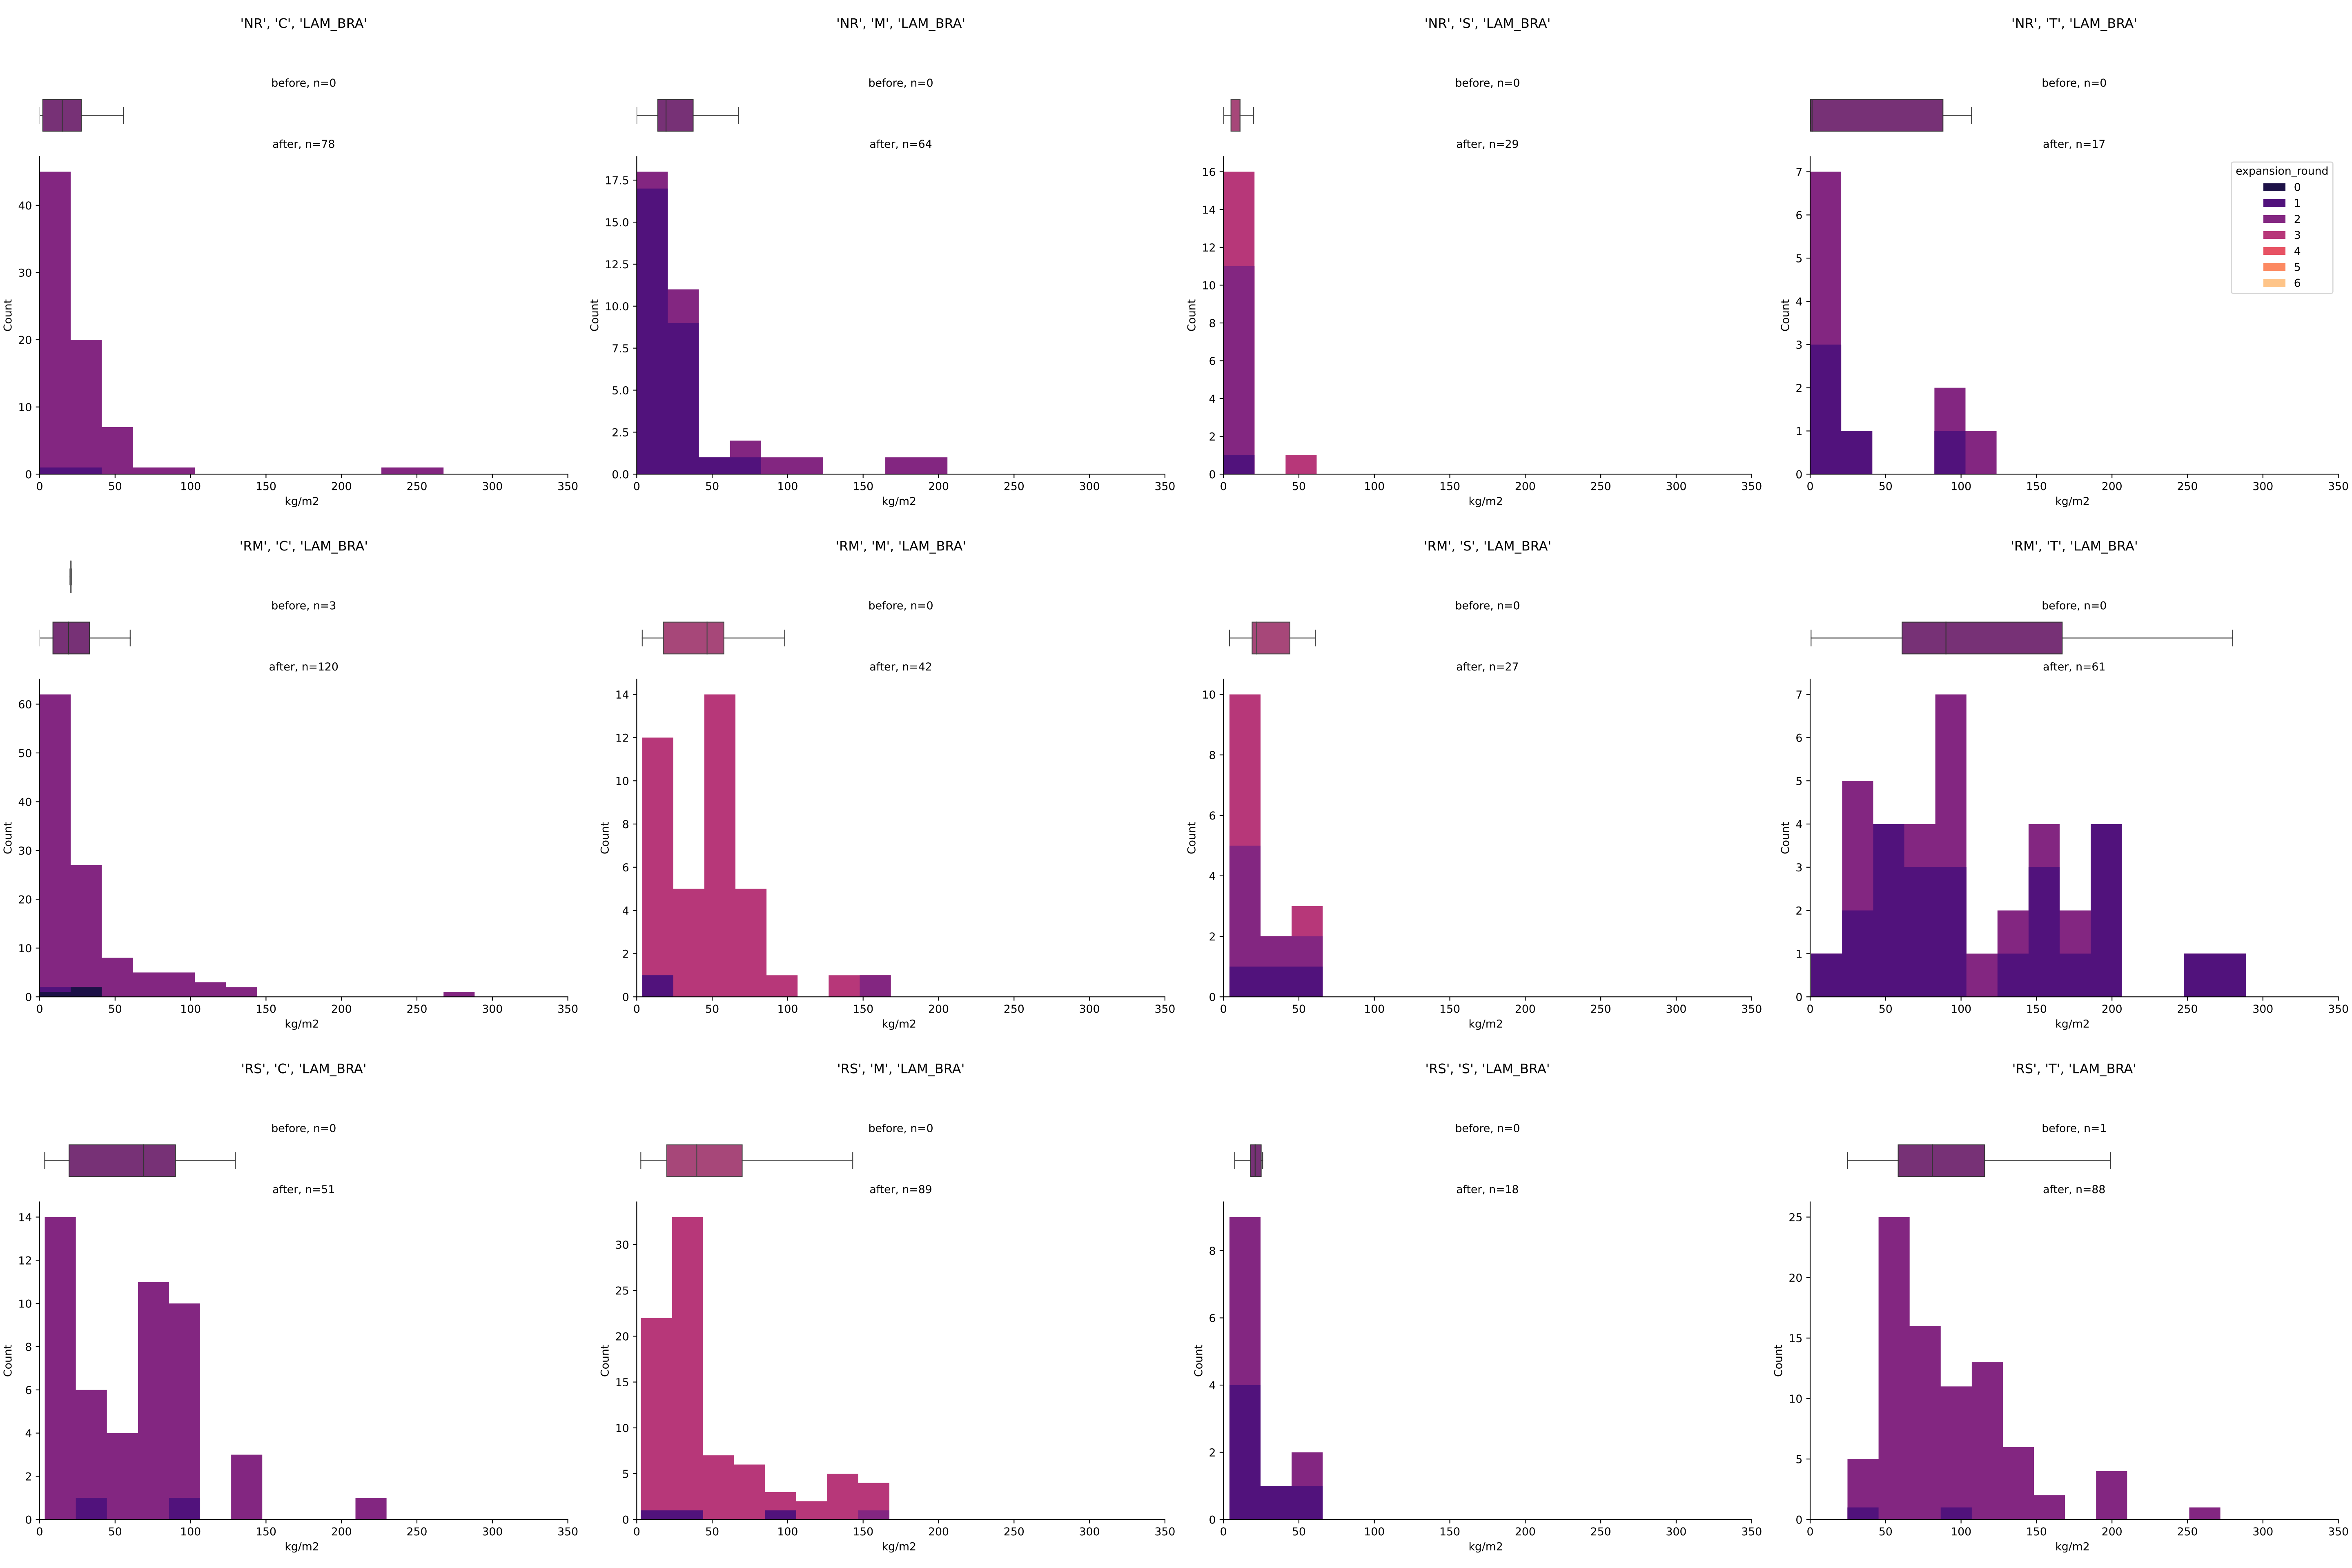 'NR', 'C', 'LAM_BRA'
before, n=0
after, n=78
Count
40
30
20
10
0
0 50 100 150 200 250 300 350
kg/m2
'NR', 'M', 'LAM_BRA'
before, n=0
after, n=64
Count
17.5
15.0
12.5
10.0
7.5
5.0
2.5
0.0
0 50 100 150 200 250 300 350
kg/m2
'NR', 'S', 'LAM_BRA'
before, n=0
after, n=29
Count
16
14
12
10
8
6
4
2
0
0 50 100 150 200 250 300 350
kg/m2
'NR', 'T', 'LAM_BRA'
before, n=0
after, n=17
Count
7
6
5
4
3
2
1
0
0 50 100 150 200 250 300 350
kg/m2
expansion_round
0
1
2
3
4
5
6
'RM', 'C', 'LAM_BRA'
before, n=3
after, n=120
Count
60
50
40
30
20
10
0
0 50 100 150 200 250 300 350
kg/m2
'RM', 'M', 'LAM_BRA'
before, n=0
after, n=42
Count
14
12
10
8
6
4
2
0
0 50 100 150 200 250 300 350
kg/m2
'RM', 'S', 'LAM_BRA'
before, n=0
after, n=27
Count
10
8
6
4
2
0
0 50 100 150 200 250 300 350
kg/m2
'RM', 'T', 'LAM_BRA'
before, n=0
after, n=61
Count
7
6
5
4
3
2
1
0
0 50 100 150 200 250 300 350
kg/m2
'RS', 'C', 'LAM_BRA'
before, n=0
after, n=51
Count
14
12
10
8
6
4
2
0
0 50 100 150 200 250 300 350
kg/m2
'RS', 'M', 'LAM_BRA'
before, n=0
after, n=89
Count
30
25
20
15
10
5
0
0 50 100 150 200 250 300 350
kg/m2
'RS', 'S', 'LAM_BRA'
before, n=0
after, n=18
Count
8
6
4
2
0
0 50 100 150 200 250 300 350
kg/m2
'RS', 'T', 'LAM_BRA'
before, n=1
after, n=88
Count
25
20
15
10
5
0
0 50 100 150 200 250 300 350
kg/m2